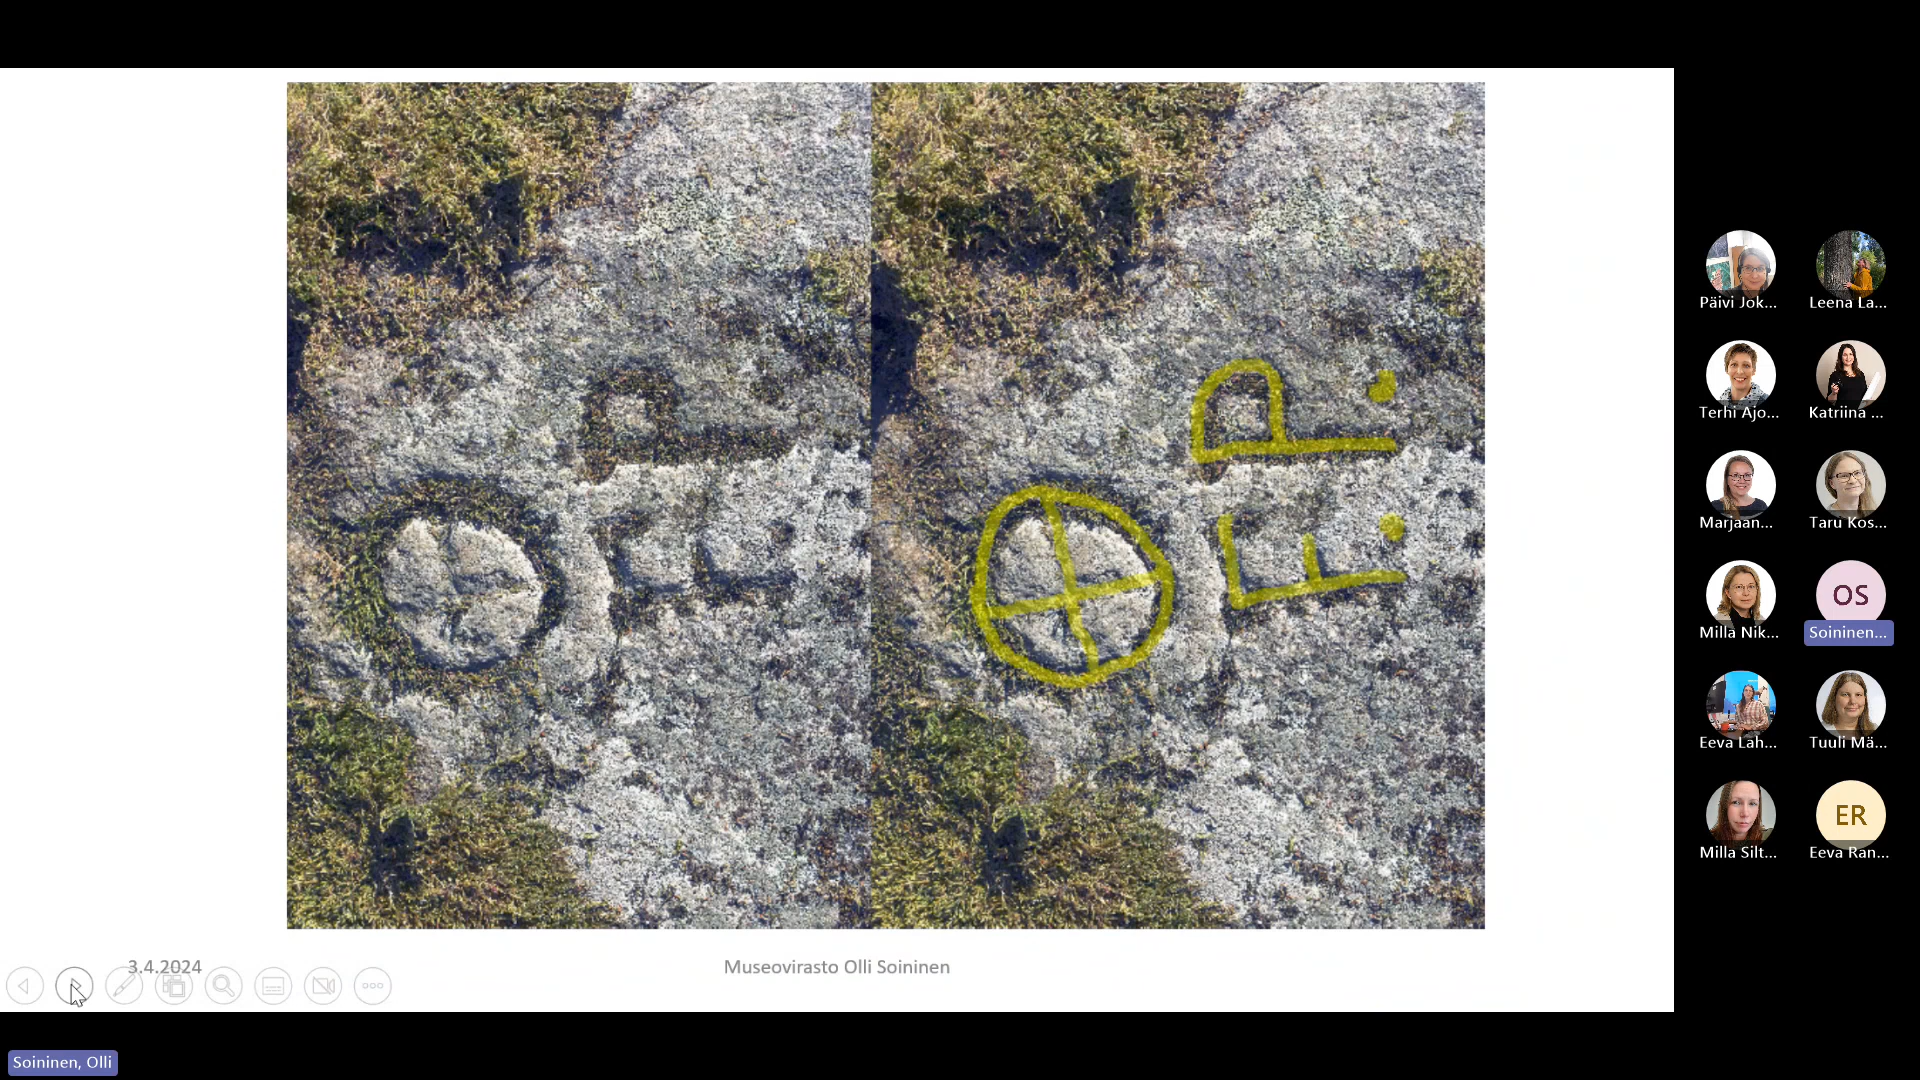 P.
F.
3.4.2024
Museovirasto Olli Soininen
Päivi Jok...
Leena La...
Terhi Ajo...
Katriina ...
Marjaan...
Taru Kos...
Milla Nik...
OS
Soininen...
Eeva Lah...
Tuuli Mä...
Milla Silt...
ER
Eeva Ran...
Soininen, Olli